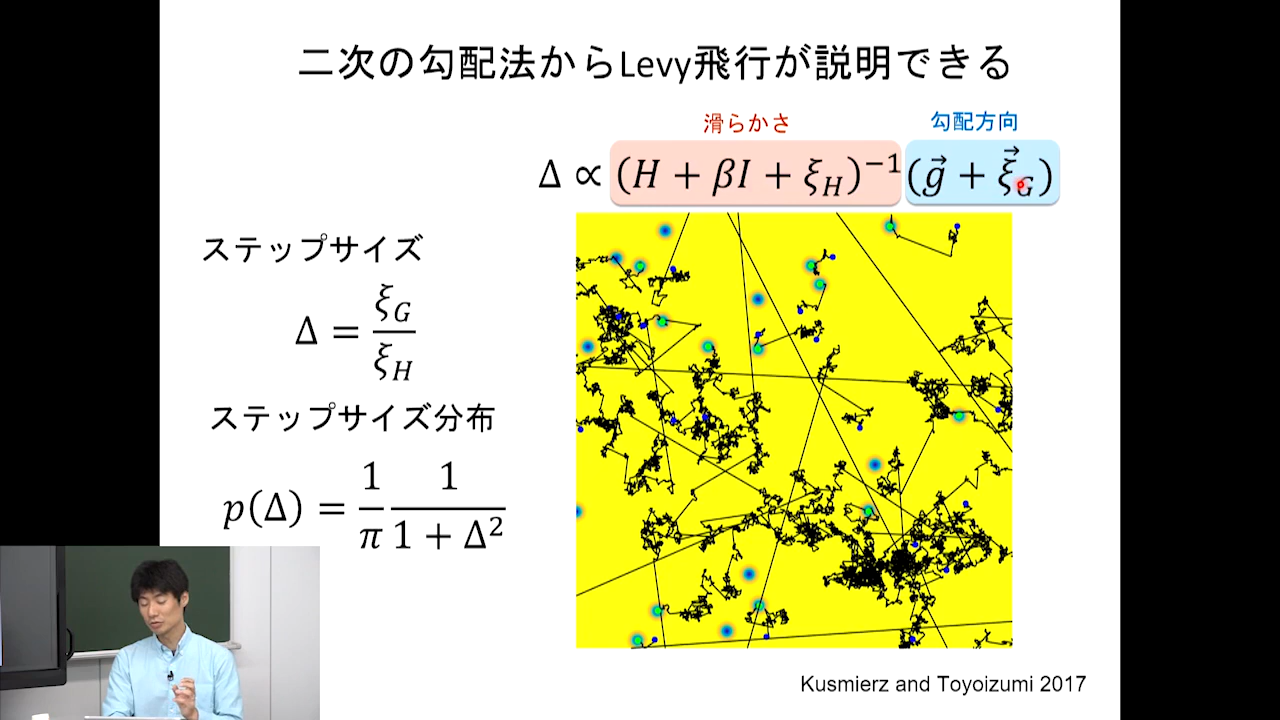 二次の勾配法からLevy飛行が説明できる
滑らかさ 勾配方向
Δ ∝ (H + βI + ξ_H)⁻¹(g⃗ + ξ⃗_G)
ステップサイズ
Δ = ξ_G / ξ_H
ステップサイズ分布
p(Δ) = 1/π 1/(1 + Δ²)
Kusmierz and Toyoizumi 2017